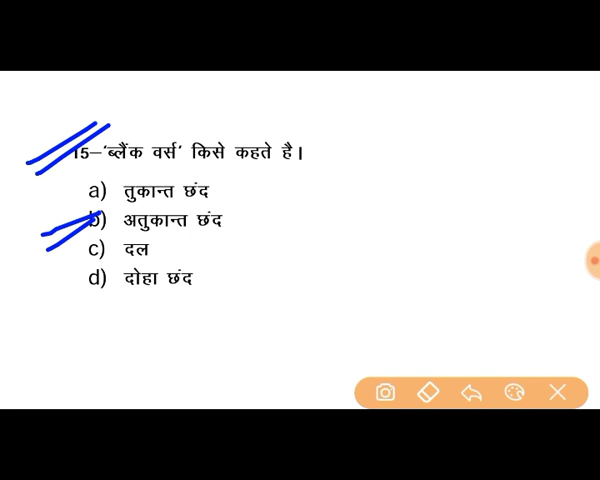 15–'ब्लैंक वर्स' किसे कहते है।
a) तुकान्त छंद
b) अतुकान्त छंद
c) दल
d) दोहा छंद